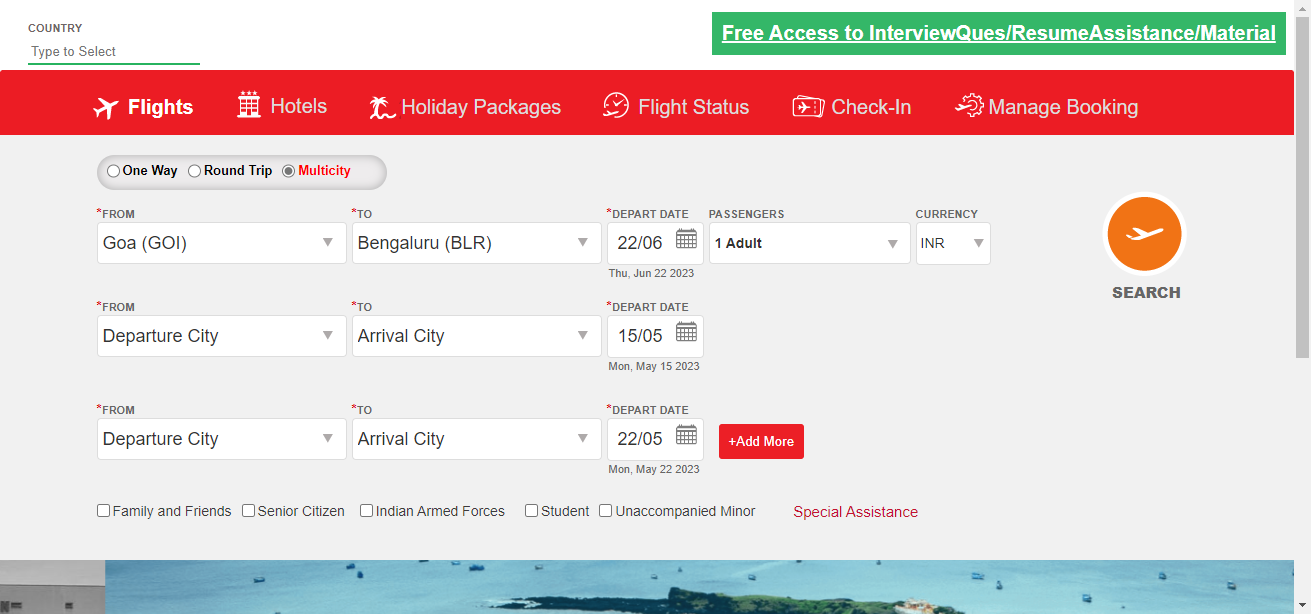 COUNTRY
Type to Select
Free Access to InterviewQues/ResumeAssistance/Material
Flights Hotels Holiday Packages Flight Status Check-In Manage Booking
One Way Round Trip Multicity
*FROM *TO *DEPART DATE PASSENGERS CURRENCY
Goa (GOI) Bengaluru (BLR) 22/06 1 Adult INR
Thu, Jun 22 2023
SEARCH
*FROM *TO *DEPART DATE
Departure City Arrival City 15/05
Mon, May 15 2023
*FROM *TO *DEPART DATE
Departure City Arrival City 22/05 +Add More
Mon, May 22 2023
Family and Friends Senior Citizen Indian Armed Forces Student Unaccompanied Minor Special Assistance